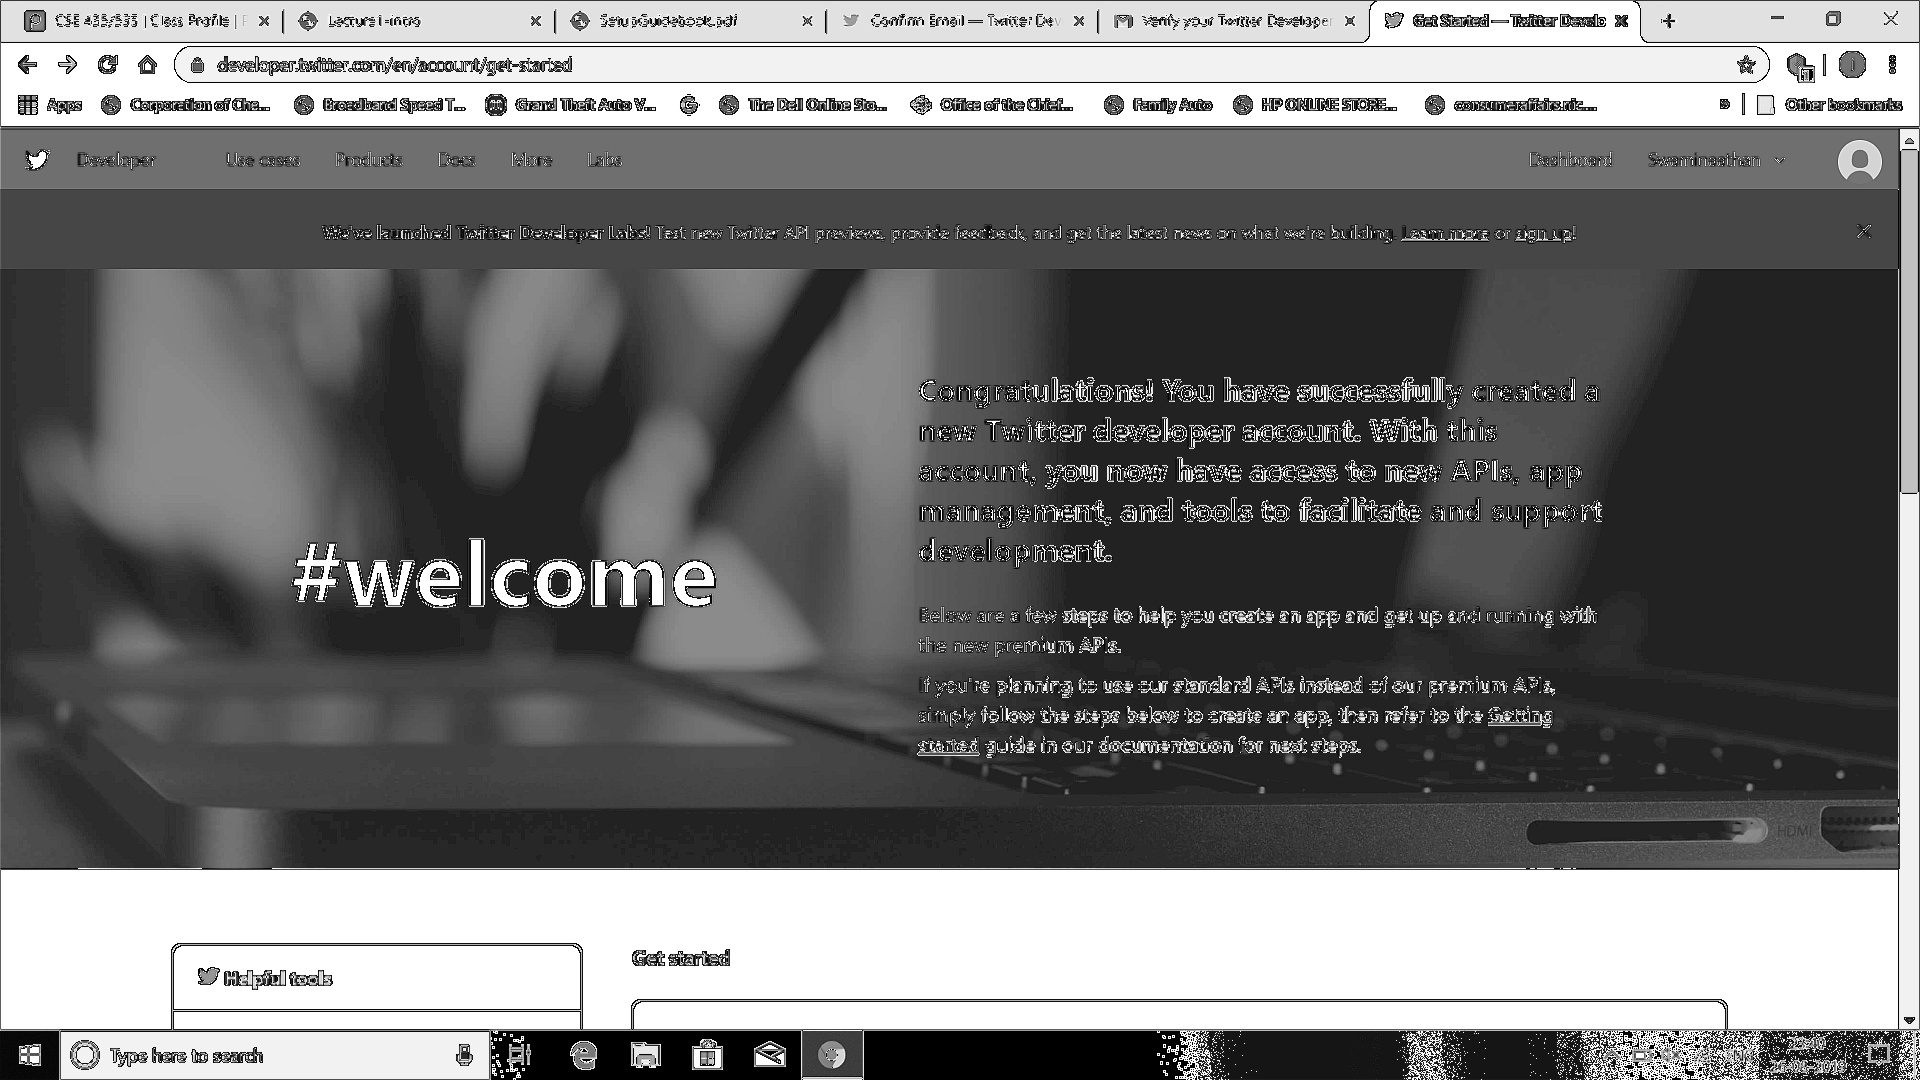 CSE 435/535 | Class Profile |
Lecture1-intro
SetupGuidebook.pdf
Confirm Email — Twitter Dev
Verify your Twitter Developer
Get Started — Twitter Develo
developer.twitter.com/en/account/get-started
Apps
Corporation of Che...
Broadband Speed T...
Grand Theft Auto V...
The Dell Online Sto...
Office of the Chief...
Family Auto
HP ONLINE STORE...
consumeraffairs.nic....
»
Other bookmarks
Developer
Use cases
Products
Docs
More
Labs
Dashboard
Swaminaathan
We've launched Twitter Developer Labs! Test new Twitter API previews, provide feedback, and get the latest news on what we're building. Learn more or sign up!
#welcome
Congratulations! You have successfully created a
new Twitter developer account. With this
account, you now have access to new APIs, app
management, and tools to facilitate and support
development.
Below are a few steps to help you create an app and get up and running with
the new premium APIs.
If you're planning to use our standard APIs instead of our premium APIs,
simply follow the steps below to create an app, then refer to the Getting
started guide in our documentation for next steps.
HDMI
Helpful tools
Get started
Type here to search